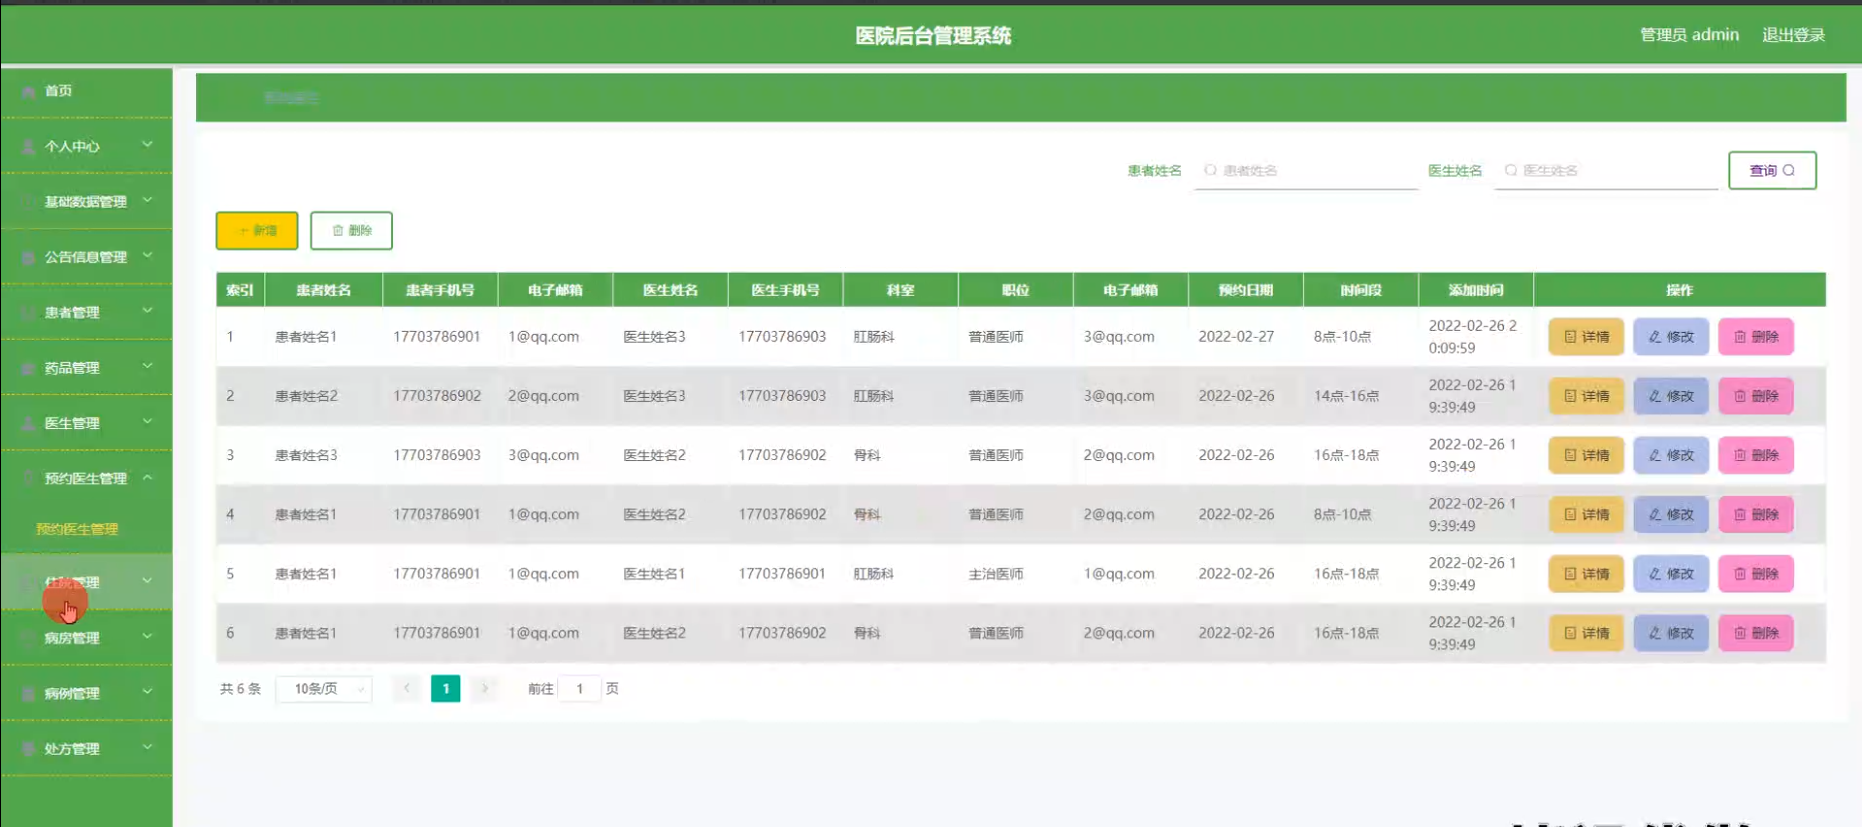 医院后台管理系统
管理员 admin 退出登录
首页
个人中心
基础数据管理
公告信息管理
患者管理
药品管理
医生管理
预约医生管理
预约医生管理
住院管理
病房管理
病例管理
处方管理
患者姓名 患者姓名 医生姓名 医生姓名 查询
+ 新增 删除
索引 患者姓名 患者手机号 电子邮箱 医生姓名 医生手机号 科室 职位 电子邮箱 预约日期 时间段 添加时间 操作
1 患者姓名1 17703786901 1@qq.com 医生姓名3 17703786903 肛肠科 普通医师 3@qq.com 2022-02-27 8点-10点 2022-02-26 2
0:09:59 详情 修改 删除
2 患者姓名2 17703786902 2@qq.com 医生姓名3 17703786903 肛肠科 普通医师 3@qq.com 2022-02-26 14点-16点 2022-02-26 1
9:39:49 详情 修改 删除
3 患者姓名3 17703786903 3@qq.com 医生姓名2 17703786902 骨科 普通医师 2@qq.com 2022-02-26 16点-18点 2022-02-26 1
9:39:49 详情 修改 删除
4 患者姓名1 17703786901 1@qq.com 医生姓名2 17703786902 骨科 普通医师 2@qq.com 2022-02-26 8点-10点 2022-02-26 1
9:39:49 详情 修改 删除
5 患者姓名1 17703786901 1@qq.com 医生姓名1 17703786901 肛肠科 主治医师 1@qq.com 2022-02-26 16点-18点 2022-02-26 1
9:39:49 详情 修改 删除
6 患者姓名1 17703786901 1@qq.com 医生姓名2 17703786902 骨科 普通医师 2@qq.com 2022-02-26 16点-18点 2022-02-26 1
9:39:49 详情 修改 删除
共 6 条 10条/页 1 前往 1 页